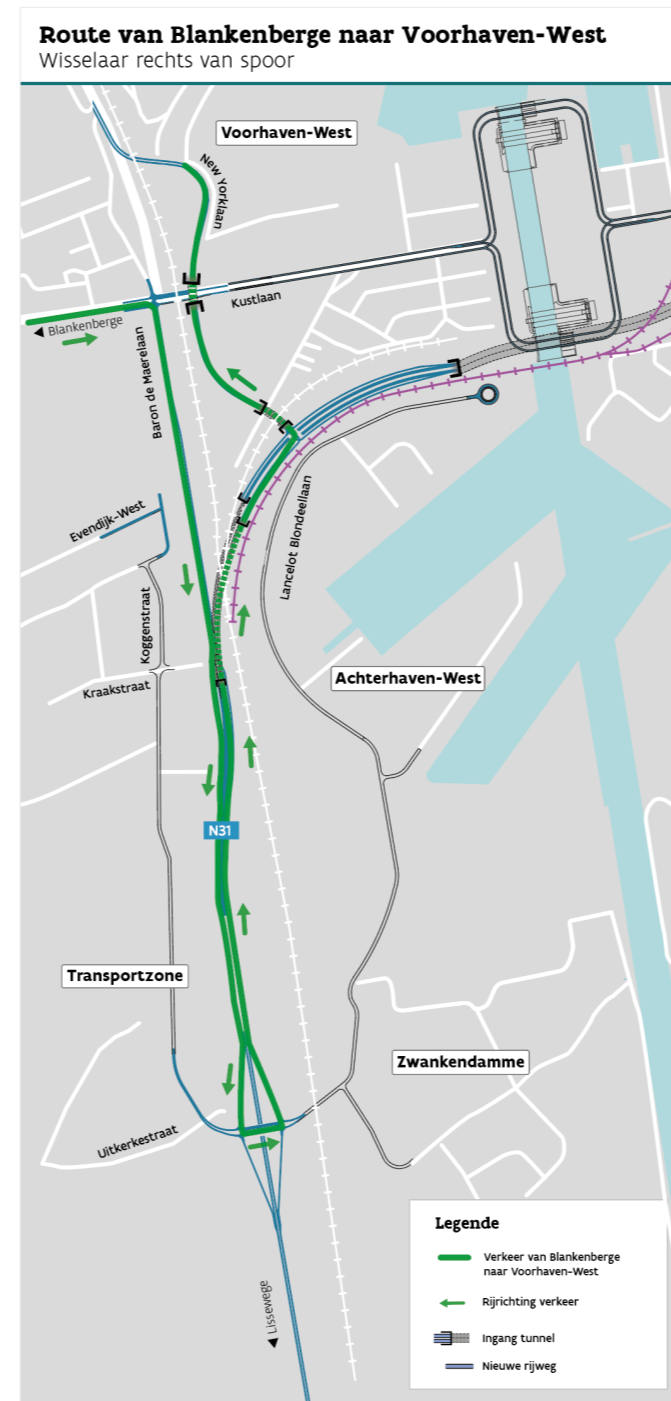 Route van Blankenberge naar Voorhaven-West
Wisselaar rechts van spoor
Voorhaven-West
New Yorklaan
Kustlaan
◀ Blankenberge
Baron de Maerelaan
Evendijk-West
Lancelot Blondeellaan
Koggenstraat
Achterhaven-West
Kraakstraat
N31
Transportzone
Zwankendamme
Uitkerkestraat
◀ Lissewege
Legende
Verkeer van Blankenberge
naar Voorhaven-West
Rijrichting verkeer
Ingang tunnel
Nieuwe rijweg